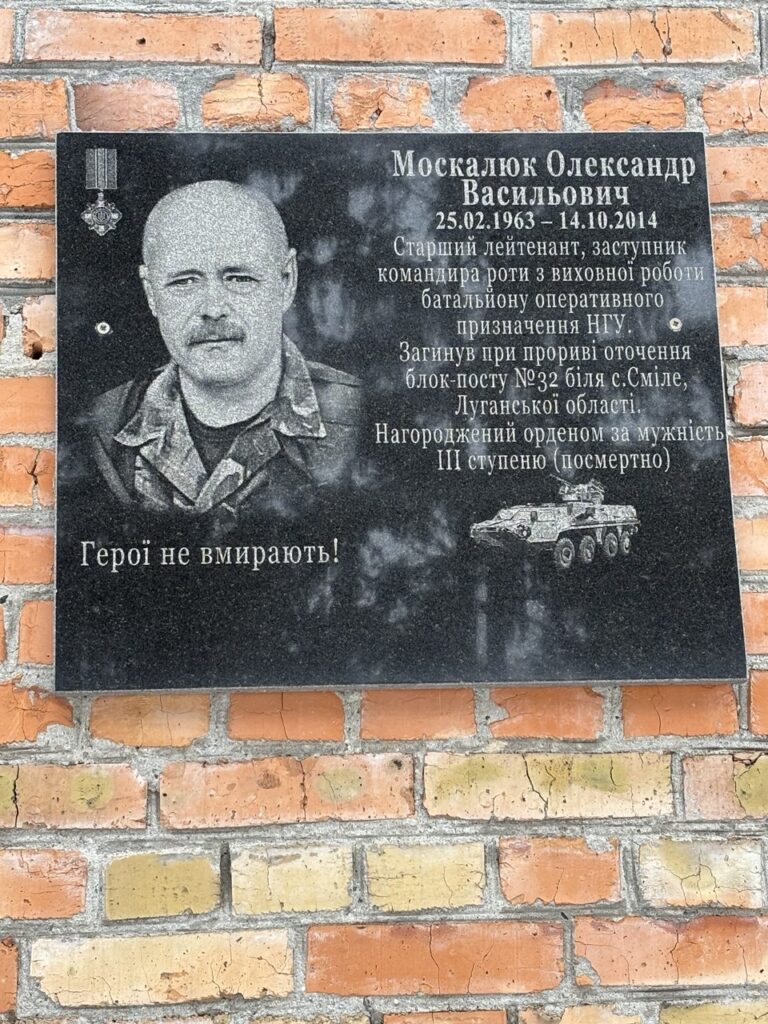 Москалюк Олександр
Васильович
25.02.1963 – 14.10.2014
Старший лейтенант, заступник
командира роти з виховної роботи
батальйону оперативного
призначення НГУ.
Загинув при прориві оточення
блок-посту №32 біля с.Сміле,
Луганської області.
Нагороджений орденом за мужність
ІІІ ступеню (посмертно)
Герої не вмирають!